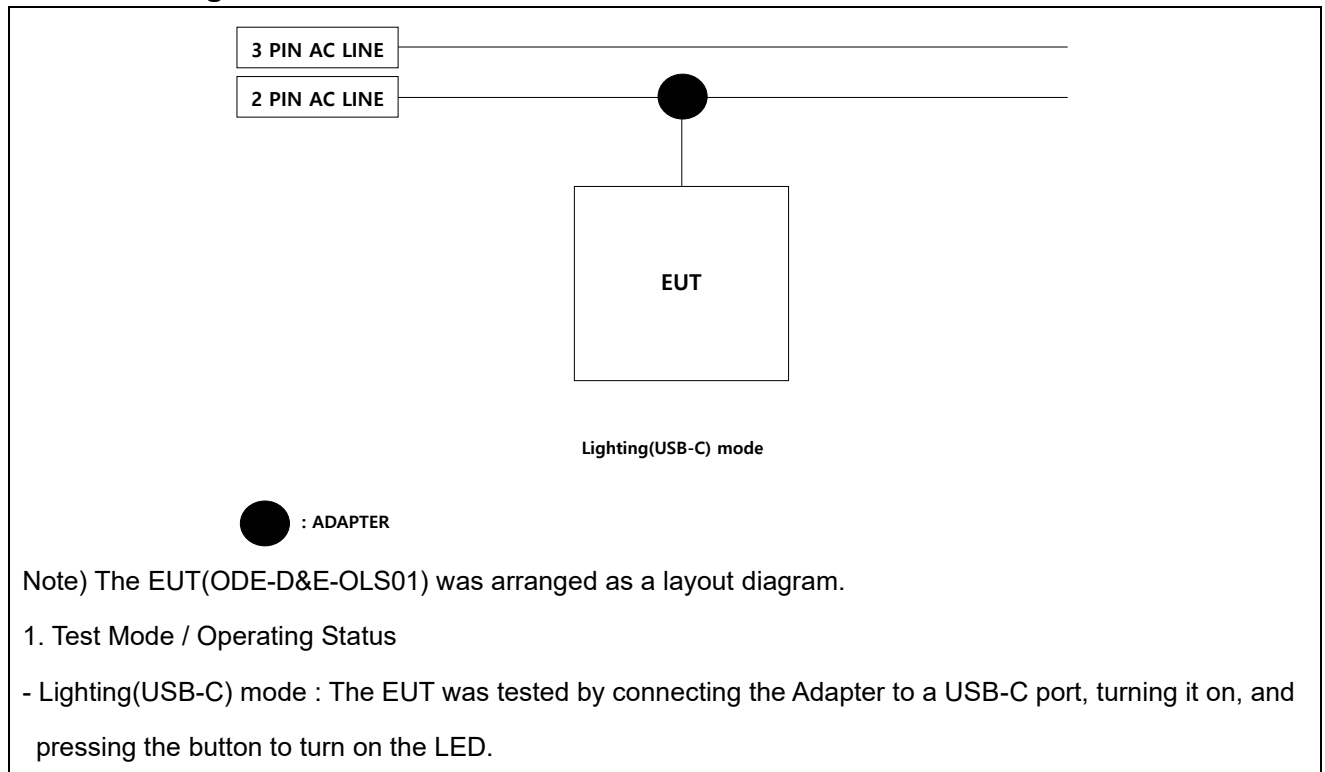 3 PIN AC LINE
2 PIN AC LINE
EUT
Lighting(USB-C) mode
: ADAPTER
Note) The EUT(ODE-D&E-OLS01) was arranged as a layout diagram.
1. Test Mode / Operating Status
- Lighting(USB-C) mode : The EUT was tested by connecting the Adapter to a USB-C port, turning it on, and
pressing the button to turn on the LED.